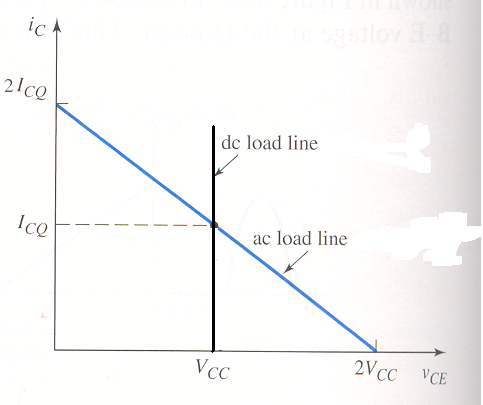 i_C
2I_CQ
dc load line
I_CQ
ac load line
V_CC
2V_CC
v_CE